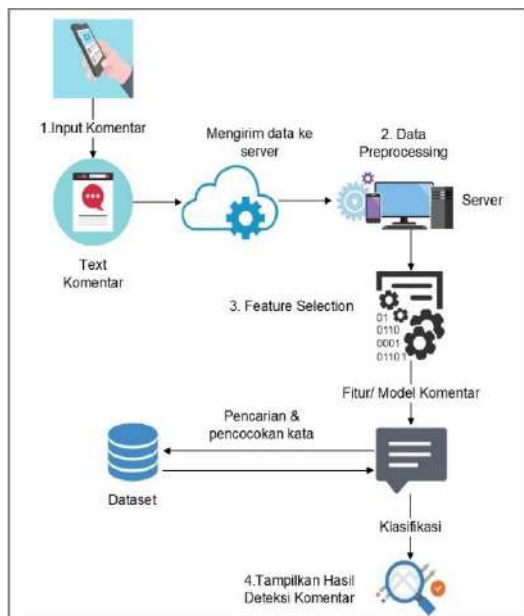 1.Input Komentar
Mengirim data ke
server
2. Data
Preprocessing
Server
Text
Komentar
3. Feature Selection
01
0110
0001
01101
Fitur/ Model Komentar
Pencarian &
pencocokan kata
Dataset
Klasifikasi
4.Tampilkan Hasil
Deteksi Komentar